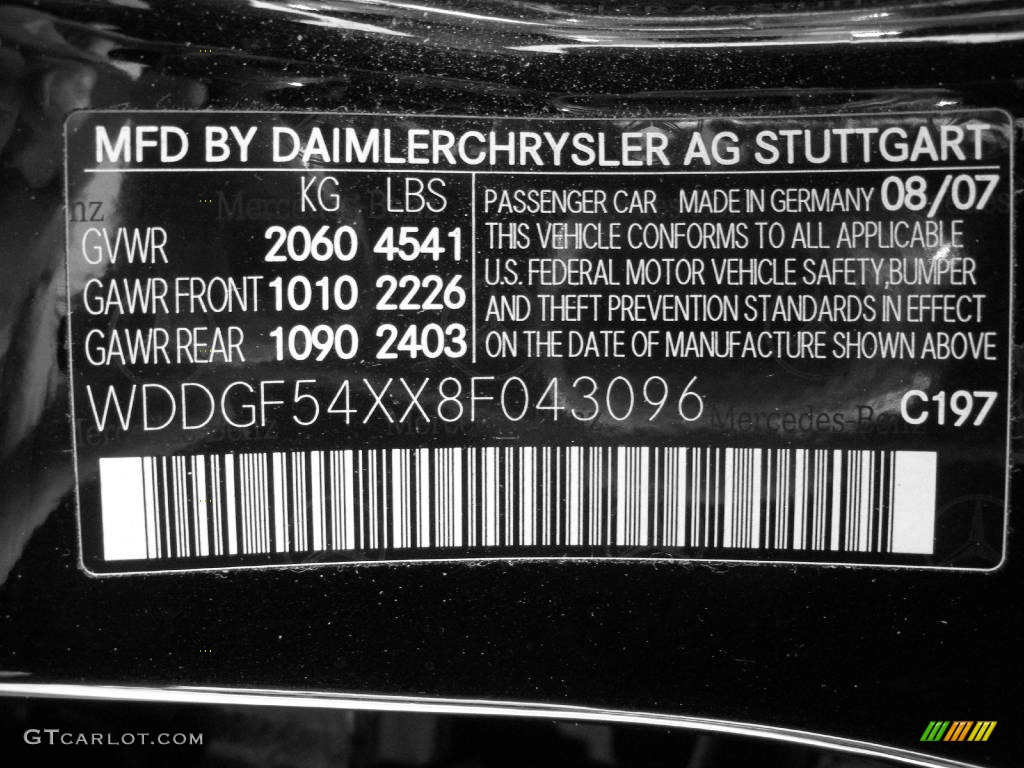 MFD BY DAIMLERCHRYSLER AG STUTTGART
KG LBS
GVWR 2060 4541
GAWR FRONT 1010 2226
GAWR REAR 1090 2403
PASSENGER CAR MADE IN GERMANY 08/07
THIS VEHICLE CONFORMS TO ALL APPLICABLE
U.S. FEDERAL MOTOR VEHICLE SAFETY, BUMPER
AND THEFT PREVENTION STANDARDS IN EFFECT
ON THE DATE OF MANUFACTURE SHOWN ABOVE
WDDGF54XX8F043096 C197
Mercedes-Benz
GTCARLOT.COM